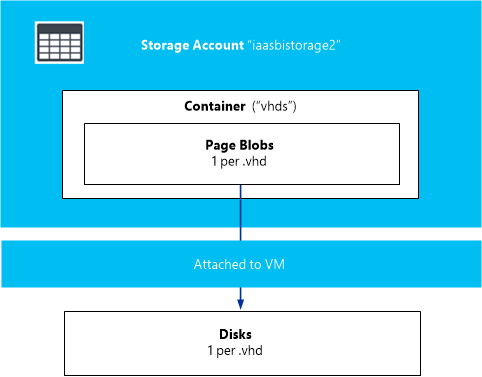 Storage Account "iaasbistorage2"
Container ("vhds")
Page Blobs
1 per .vhd
Attached to VM
Disks
1 per .vhd